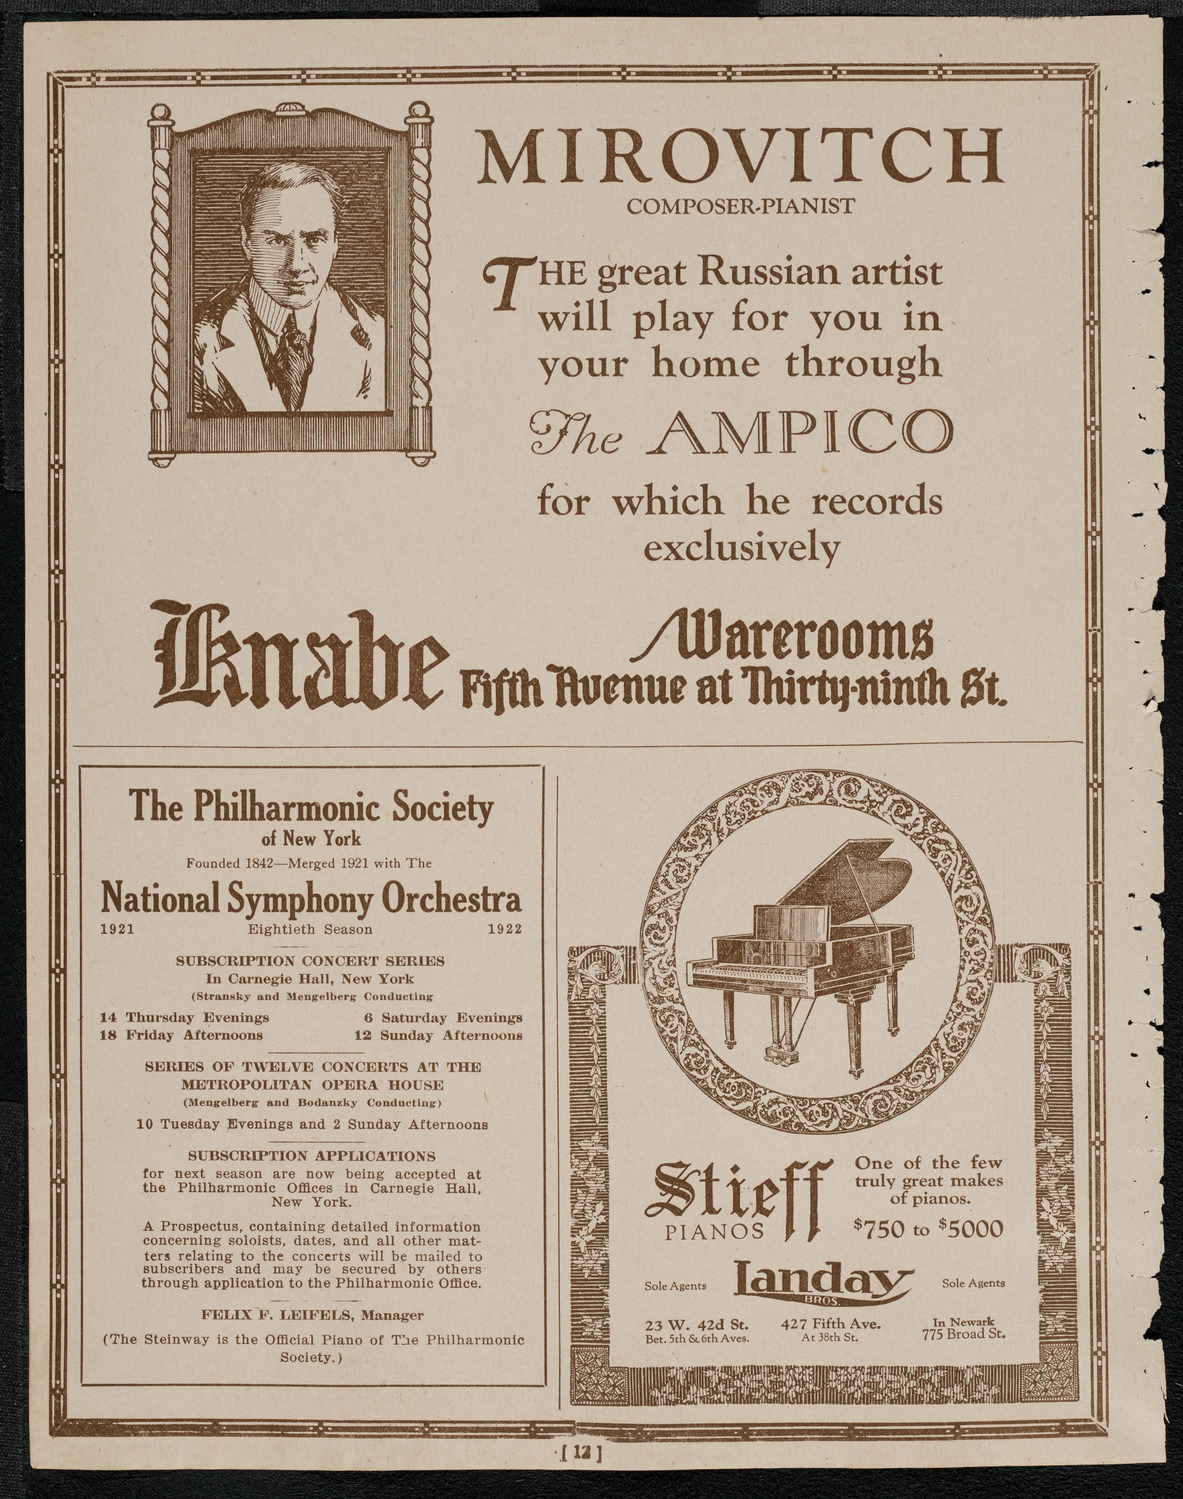 MIROVITCH
COMPOSER-PIANIST
THE great Russian artist
will play for you in
your home through
The AMPICO
for which he records
exclusively
Knabe Warerooms
Fifth Avenue at Thirty-ninth St.
The Philharmonic Society
of New York
Founded 1842—Merged 1921 with The
National Symphony Orchestra
1921 Eightieth Season 1922
SUBSCRIPTION CONCERT SERIES
In Carnegie Hall, New York
(Stransky and Mengelberg Conducting
14 Thursday Evenings 6 Saturday Evenings
18 Friday Afternoons 12 Sunday Afternoons
SERIES OF TWELVE CONCERTS AT THE
METROPOLITAN OPERA HOUSE
(Mengelberg and Bodanzky Conducting)
10 Tuesday Evenings and 2 Sunday Afternoons
SUBSCRIPTION APPLICATIONS
for next season are now being accepted at
the Philharmonic Offices in Carnegie Hall,
New York.
A Prospectus, containing detailed information
concerning soloists, dates, and all other mat-
ters relating to the concerts will be mailed to
subscribers and may be secured by others
through application to the Philharmonic Office.
FELIX F. LEIFELS, Manager
(The Steinway is the Official Piano of The Philharmonic
Society.)
Stieff
PIANOS
One of the few
truly great makes
of pianos.
$750 to $5000
Sole Agents Landay Sole Agents
BROS.
23 W. 42d St. 427 Fifth Ave. In Newark
Bet. 5th & 6th Aves. At 38th St. 775 Broad St.
[ 12 ]